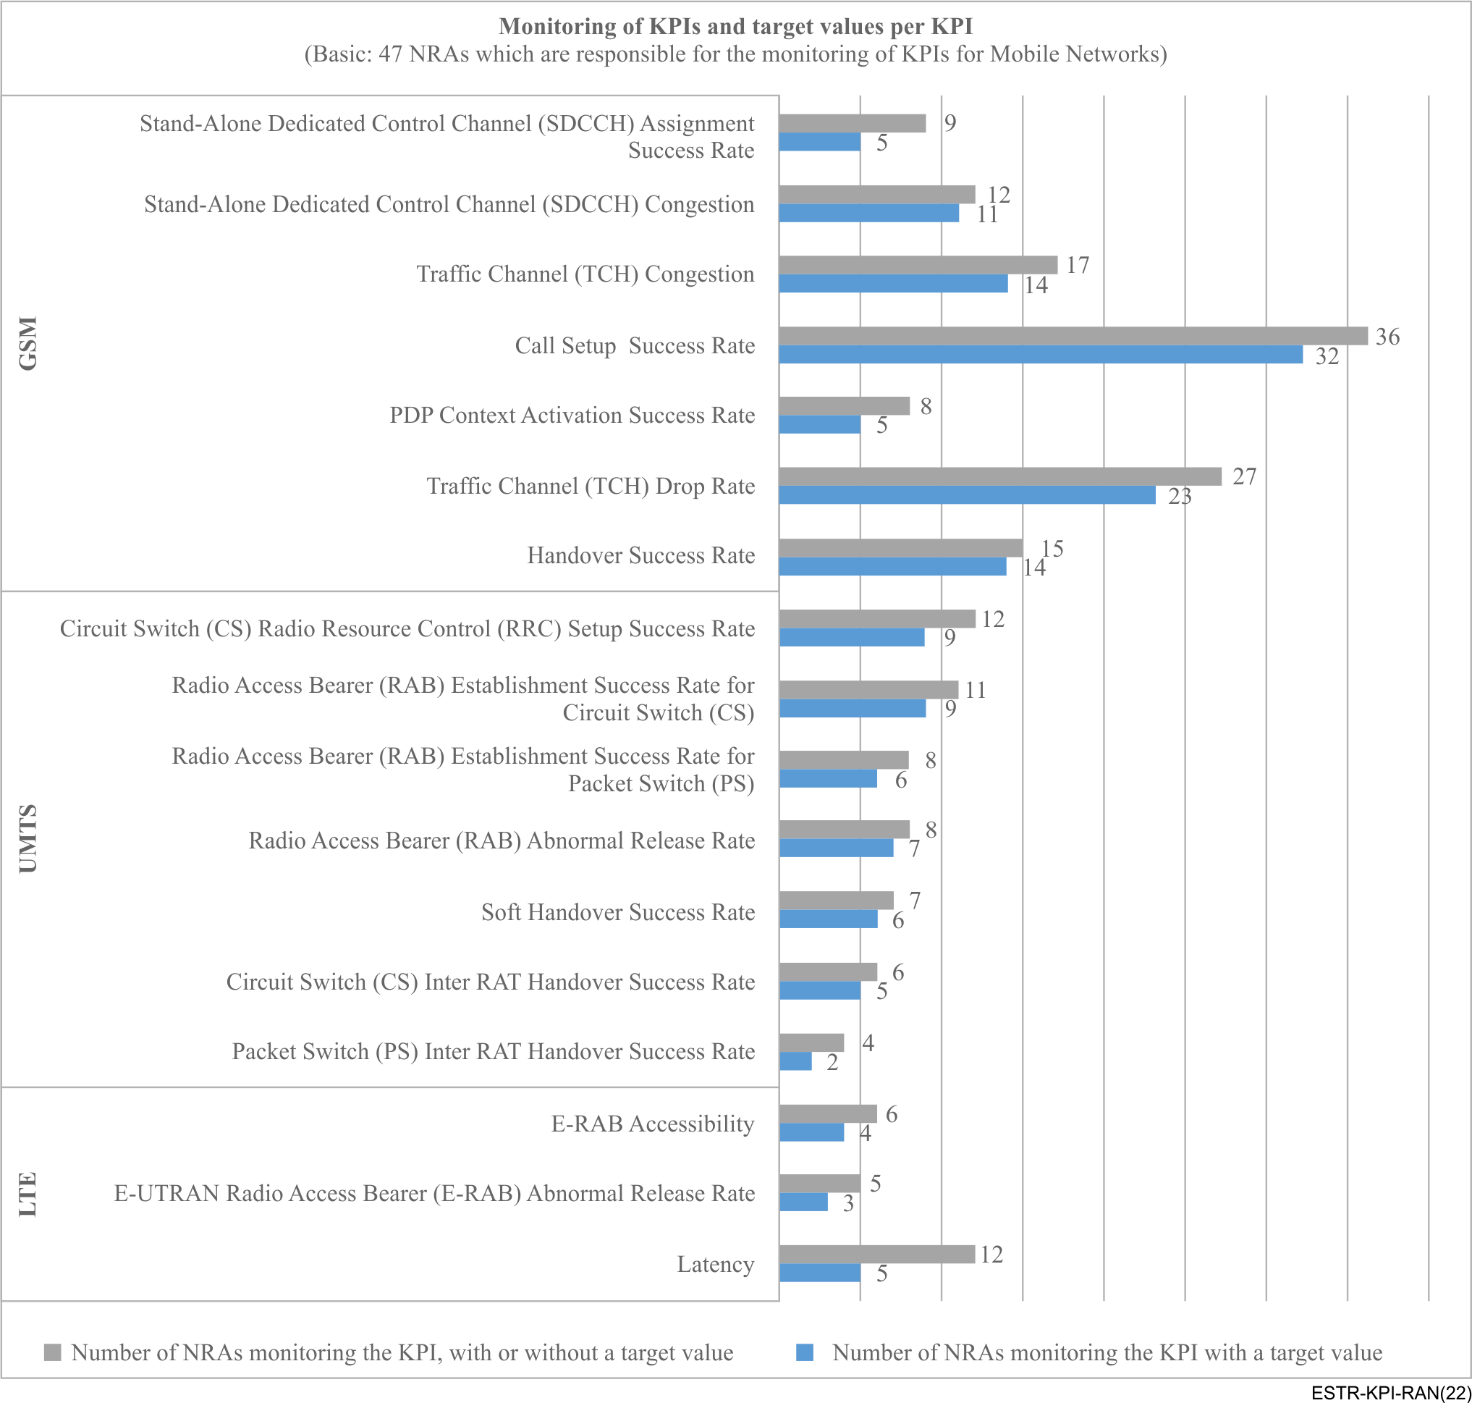 Monitoring of KPIs and target values per KPI
(Basic: 47 NRAs which are responsible for the monitoring of KPIs for Mobile Networks)
GSM
Stand-Alone Dedicated Control Channel (SDCCH) Assignment
Success Rate
9
5
Stand-Alone Dedicated Control Channel (SDCCH) Congestion
12
11
Traffic Channel (TCH) Congestion
17
14
Call Setup Success Rate
36
32
PDP Context Activation Success Rate
8
5
Traffic Channel (TCH) Drop Rate
27
23
Handover Success Rate
15
14
UMTS
Circuit Switch (CS) Radio Resource Control (RRC) Setup Success Rate
12
9
Radio Access Bearer (RAB) Establishment Success Rate for
Circuit Switch (CS)
11
9
Radio Access Bearer (RAB) Establishment Success Rate for
Packet Switch (PS)
8
6
Radio Access Bearer (RAB) Abnormal Release Rate
8
7
Soft Handover Success Rate
7
6
Circuit Switch (CS) Inter RAT Handover Success Rate
6
5
Packet Switch (PS) Inter RAT Handover Success Rate
4
2
LTE
E-RAB Accessibility
6
4
E-UTRAN Radio Access Bearer (E-RAB) Abnormal Release Rate
5
3
Latency
12
5
Number of NRAs monitoring the KPI, with or without a target value
Number of NRAs monitoring the KPI with a target value
ESTR-KPI-RAN(22)